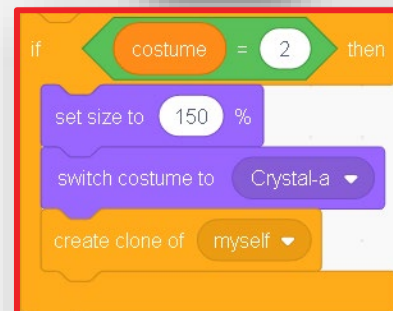 if costume = 2 then
set size to 150 %
switch costume to Crystal-a
create clone of myself